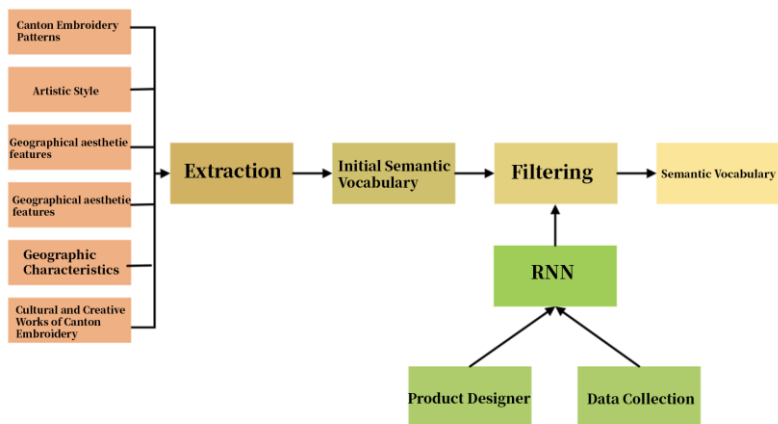 Canton Embroidery
Patterns
Artistic Style
Geographical aesthetie
features
Geographical aesthetie
features
Geographic
Characteristics
Cultural and Creative
Works of Canton
Embroidery
Extraction
Initial Semantic
Vocabulary
Filtering
Semantic Vocabulary
RNN
Product Designer
Data Collection